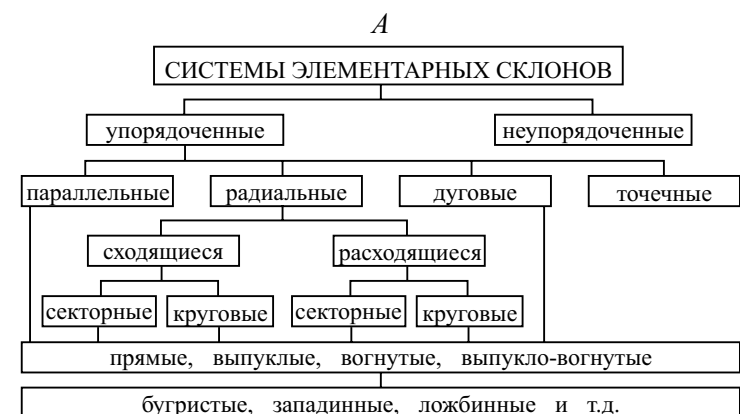 А
СИСТЕМЫ ЭЛЕМЕНТАРНЫХ СКЛОНОВ
упорядоченные неупорядоченные
параллельные радиальные дуговые точечные
сходящиеся расходящиеся
секторные круговые секторные круговые
прямые, выпуклые, вогнутые, выпукло-вогнутые
бугристые, западинные, ложбинные и т.д.